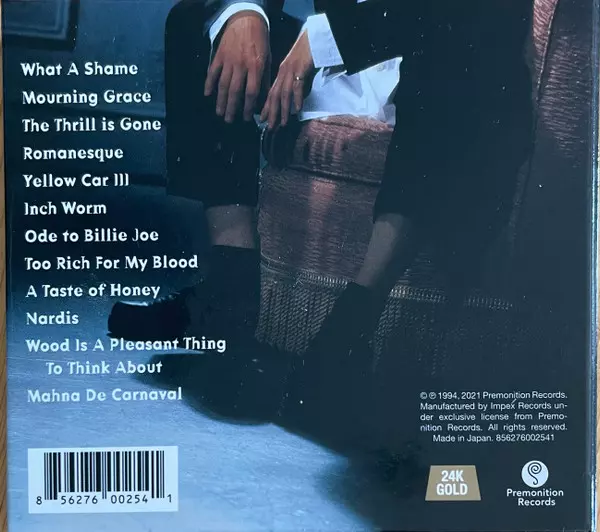 What A Shame
Mourning Grace
The Thrill is Gone
Romanesque
Yellow Car III
Inch Worm
Ode to Billie Joe
Too Rich For My Blood
A Taste of Honey
Nardis
Wood Is A Pleasant Thing
To Think About
Mahna De Carnaval
© ℗ 1994, 2021 Premonition Records.
Manufactured by Impex Records un-
der exclusive license from Premo-
nition Records. All rights reserved.
Made in Japan. 856276002541
8 56276 00254 1
24K
GOLD
Premonition
Records